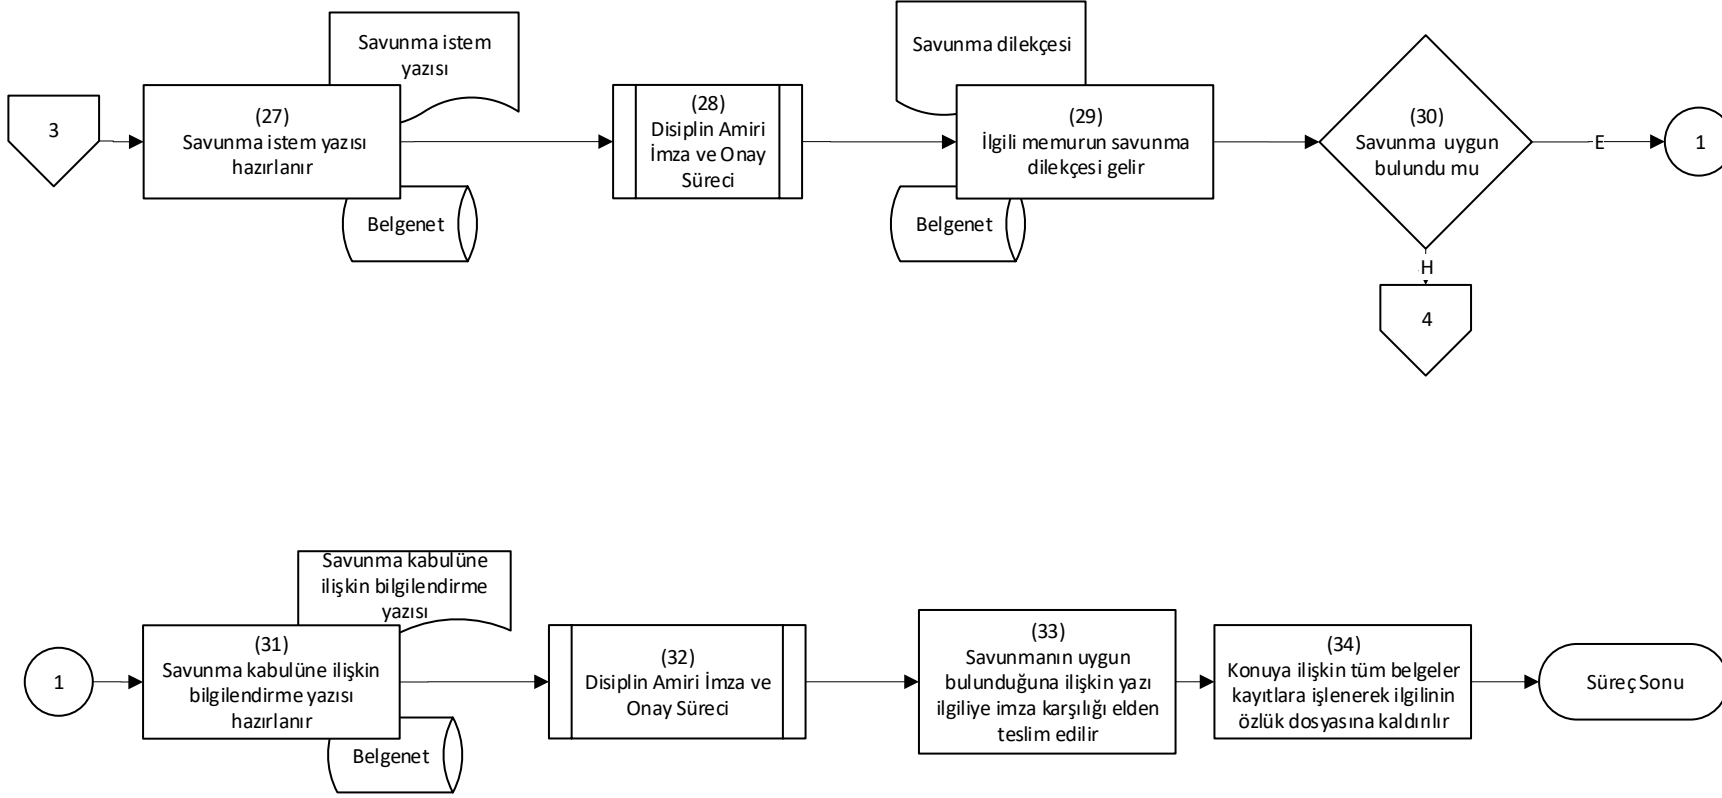 3
Savunma istem
yazısı
(27)
Savunma istem yazısı
hazırlanır
Belgenet
(28)
Disiplin Amiri
İmza ve Onay
Süreci
Savunma dilekçesi
(29)
İlgili memurun savunma
dilekçesi gelir
Belgenet
(30)
Savunma uygun
bulundu mu
E
1
H
4
1
Savunma kabulüne
ilişkin bilgilendirme
yazısı
(31)
Savunma kabulüne ilişkin
bilgilendirme yazısı
hazırlanır
Belgenet
(32)
Disiplin Amiri İmza ve
Onay Süreci
(33)
Savunmanın uygun
bulunduğuna ilişkin yazı
ilgiliye imza karşılığı elden
teslim edilir
(34)
Konuya ilişkin tüm belgeler
kayıtlara işlenerek ilgilinin
özlük dosyasına kaldırılır
Süreç Sonu